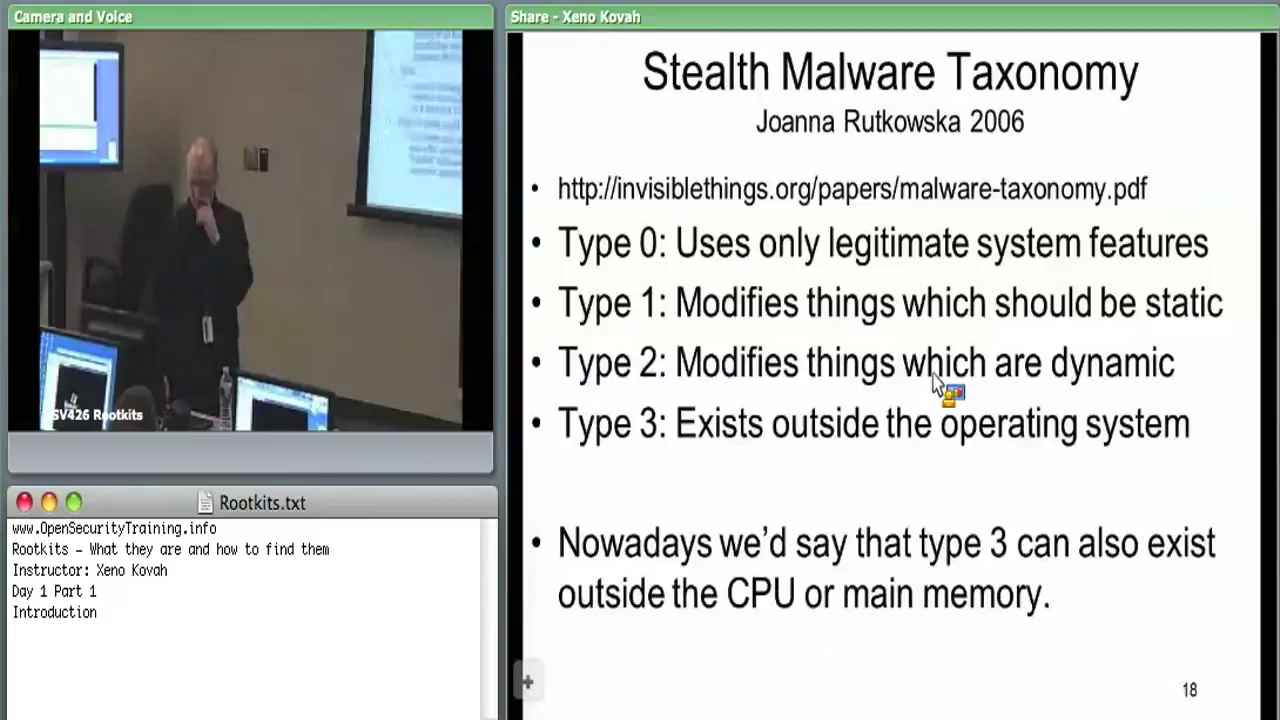 Camera and Voice
SV426 Rootkits
Rootkits.txt
www.OpenSecurityTraining.info
Rootkits – What they are and how to find them
Instructor: Xeno Kovah
Day 1 Part 1
Introduction
Share - Xeno Kovah
Stealth Malware Taxonomy
Joanna Rutkowska 2006
• http://invisiblethings.org/papers/malware-taxonomy.pdf
• Type 0: Uses only legitimate system features
• Type 1: Modifies things which should be static
• Type 2: Modifies things which are dynamic
• Type 3: Exists outside the operating system
• Nowadays we’d say that type 3 can also exist
outside the CPU or main memory.
18